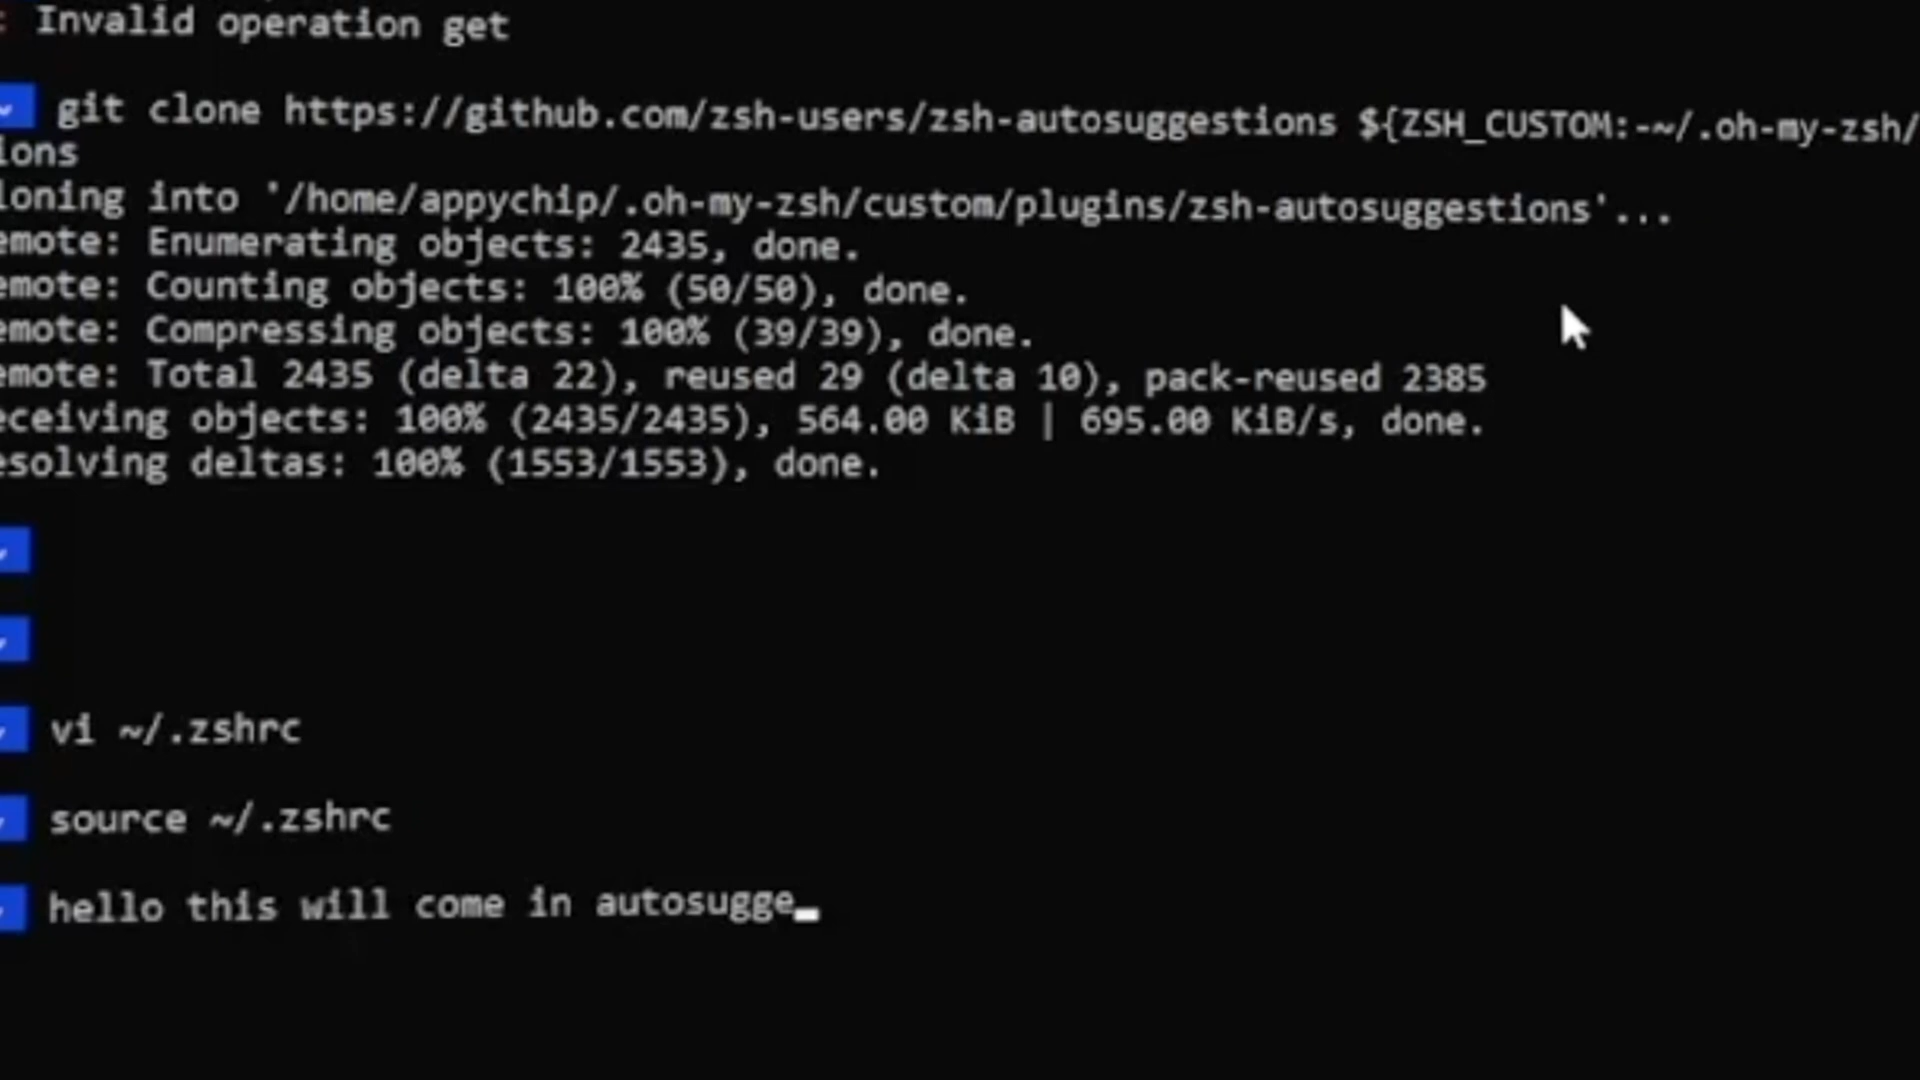 : Invalid operation get
~ git clone https://github.com/zsh-users/zsh-autosuggestions ${ZSH_CUSTOM:-~/.oh-my-zsh/
ions
loning into '/home/appychip/.oh-my-zsh/custom/plugins/zsh-autosuggestions'...
emote: Enumerating objects: 2435, done.
emote: Counting objects: 100% (50/50), done.
emote: Compressing objects: 100% (39/39), done.
emote: Total 2435 (delta 22), reused 29 (delta 10), pack-reused 2385
eceiving objects: 100% (2435/2435), 564.00 KiB | 695.00 KiB/s, done.
esolving deltas: 100% (1553/1553), done.
~
~
~ vi ~/.zshrc
~ source ~/.zshrc
~ hello this will come in autosugge